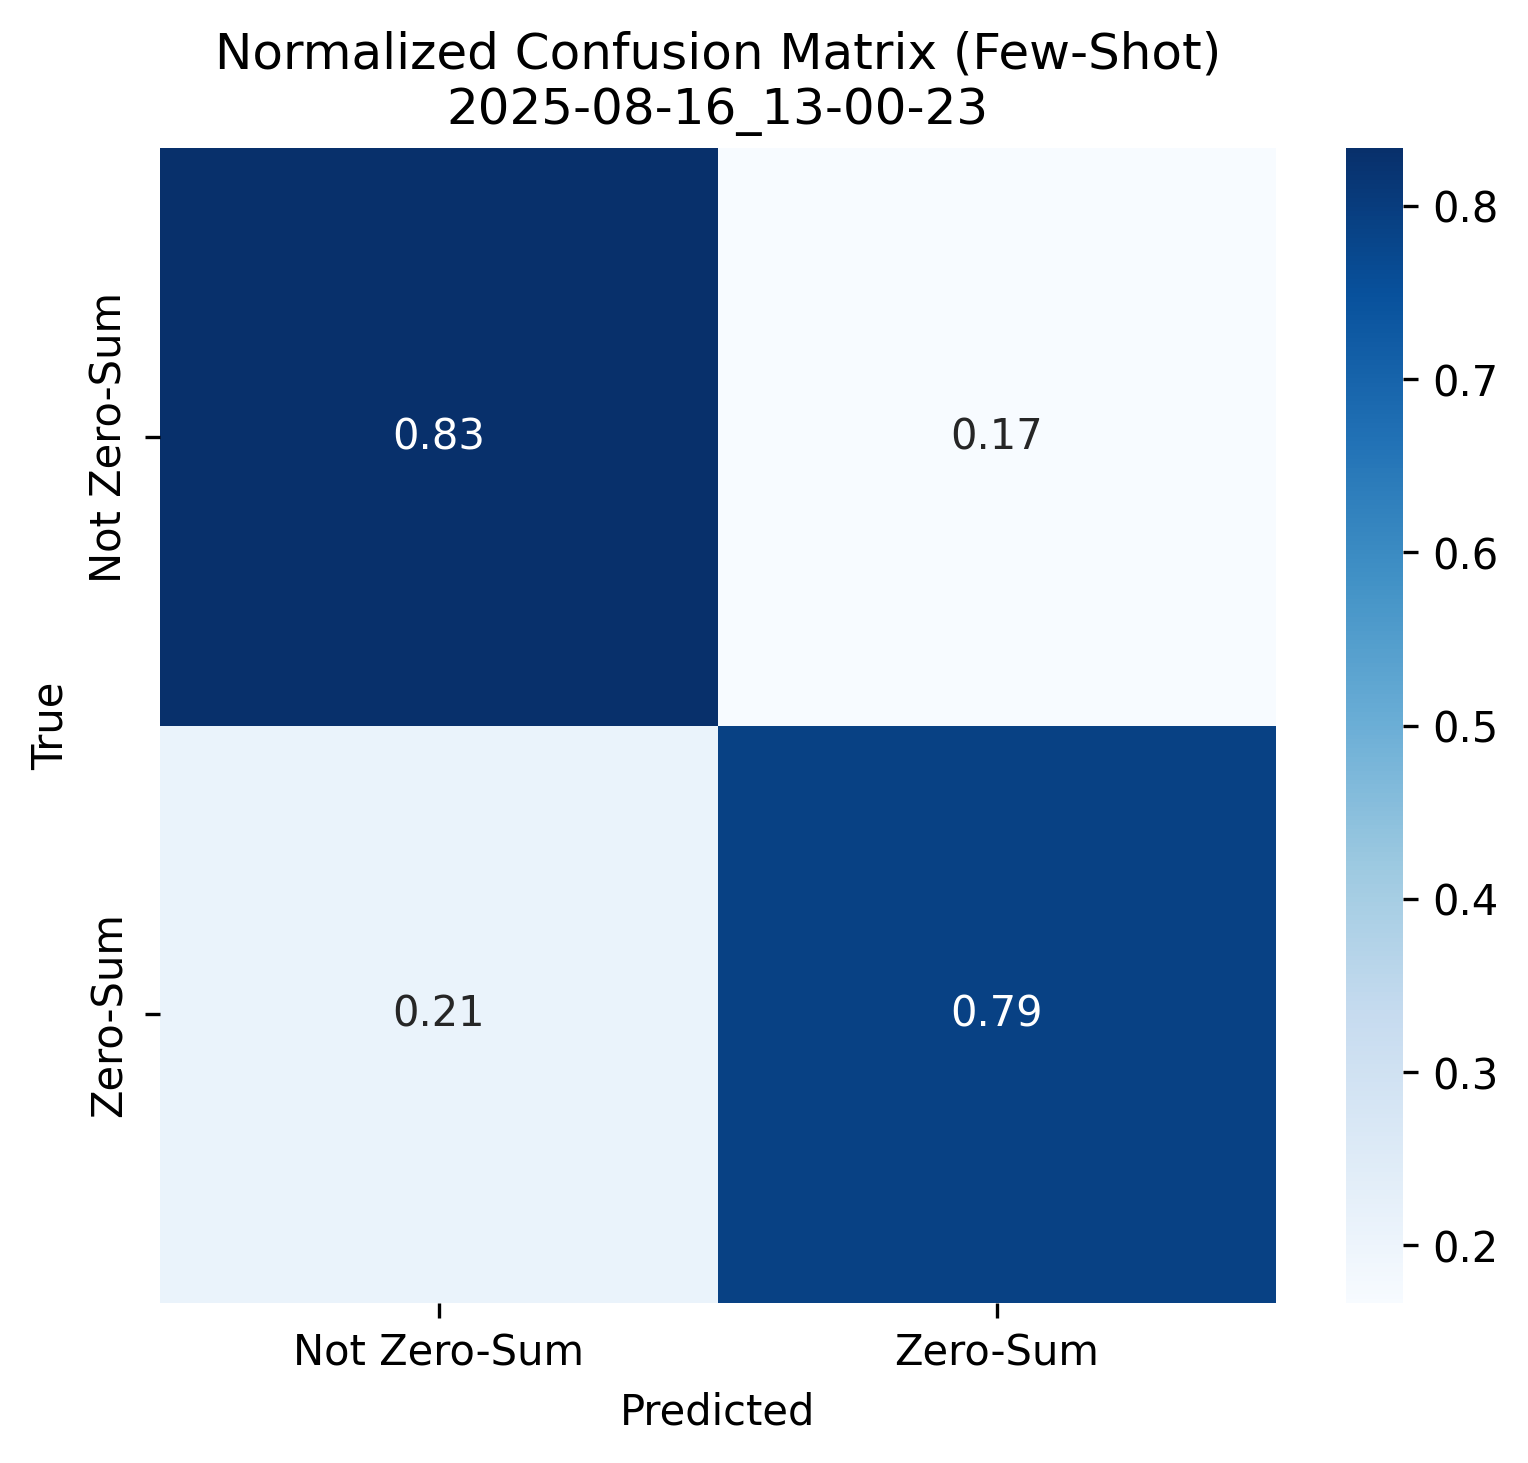 Normalized Confusion Matrix (Few-Shot)
2025-08-16_13-00-23
True
Not Zero-Sum
Zero-Sum
0.83
0.17
0.21
0.79
Not Zero-Sum
Zero-Sum
Predicted
0.8
0.7
0.6
0.5
0.4
0.3
0.2